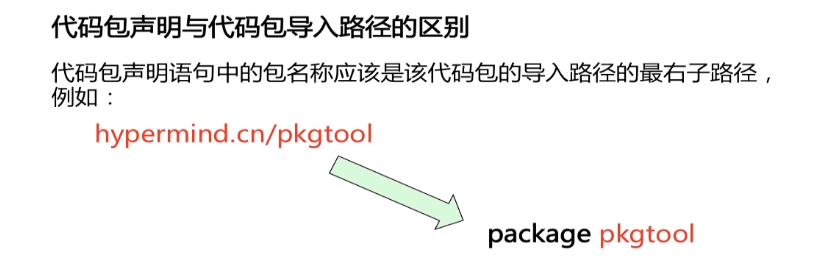 代码包声明与代码包导入路径的区别
代码包声明语句中的包名称应该是该代码包的导入路径的最右子路径，
例如：
hypermind.cn/pkgtool
package pkgtool